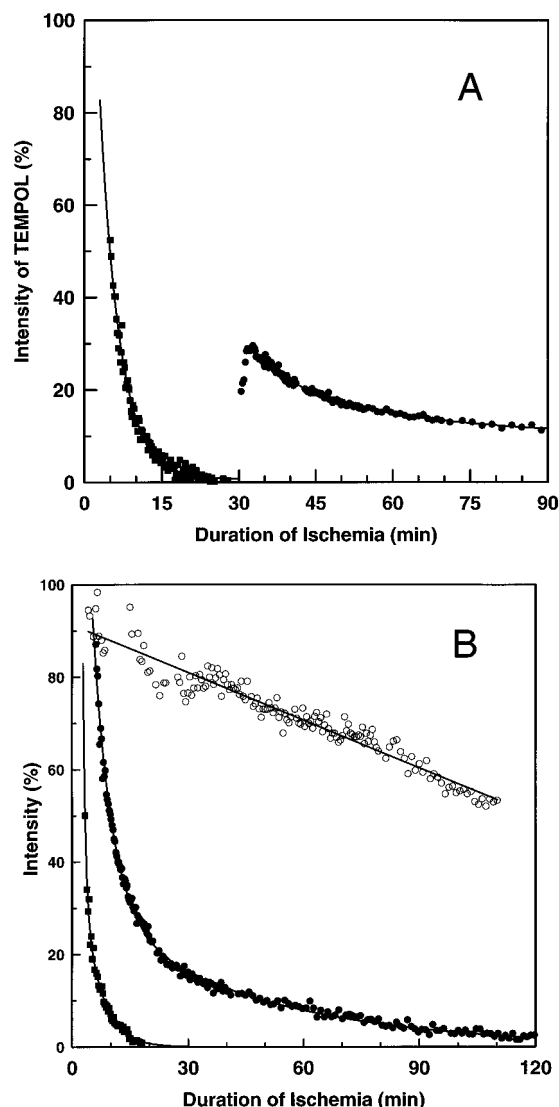 100
A
80
60
40
20
0
Intensity of TEMPOL (%)
0 15 30 45 60 75 90
Duration of Ischemia (min)
100
B
80
60
40
20
0
Intensity (%)
0 30 60 90 120
Duration of Ischemia (min)